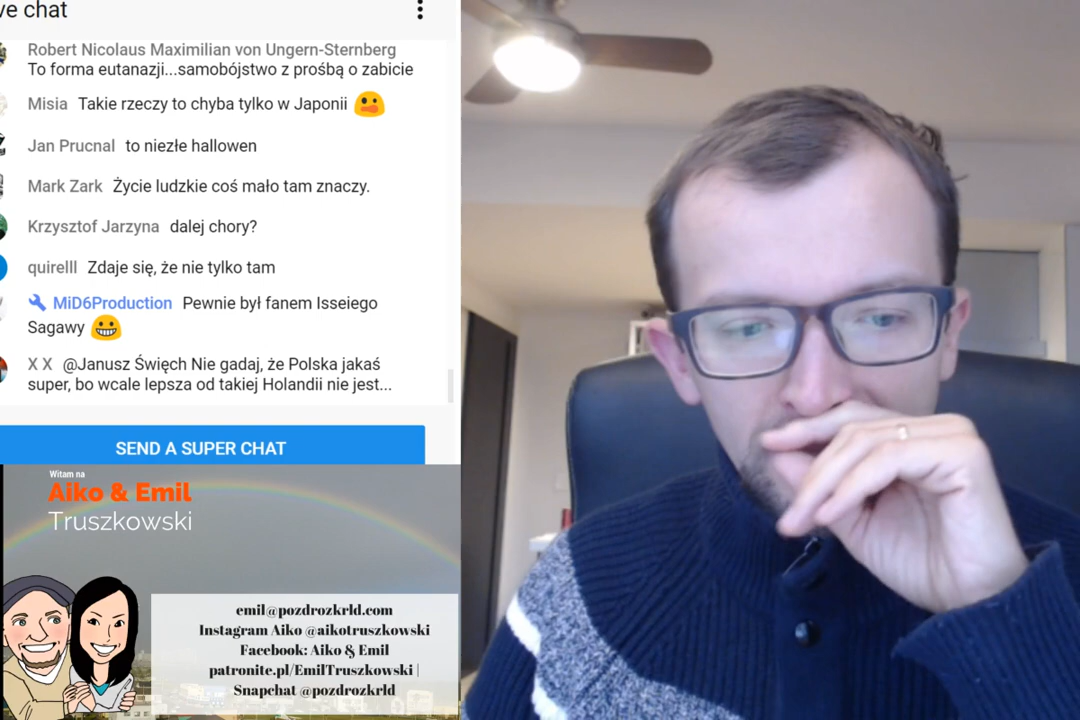 ve chat
Robert Nicolaus Maximilian von Ungern-Sternberg
To forma eutanazji...samobójstwo z prośbą o zabicie
Misia Takie rzeczy to chyba tylko w Japonii
Jan Prucnal to niezłe hallowen
Mark Zark Życie ludzkie coś mało tam znaczy.
Krzysztof Jarzyna dalej chory?
quirelll Zdaje się, że nie tylko tam
MiD6Production Pewnie był fanem Isseiego
Sagawy
X X @Janusz Święch Nie gadaj, że Polska jakaś
super, bo wcale lepsza od takiej Holandii nie jest...
SEND A SUPER CHAT
Witam na
Aiko & Emil
Truszkowski
emil@pozdrozkrld.com
Instagram Aiko @aikotruszkowski
Facebook: Aiko & Emil
patronite.pl/EmilTruszkowski |
Snapchat @pozdrozkrld